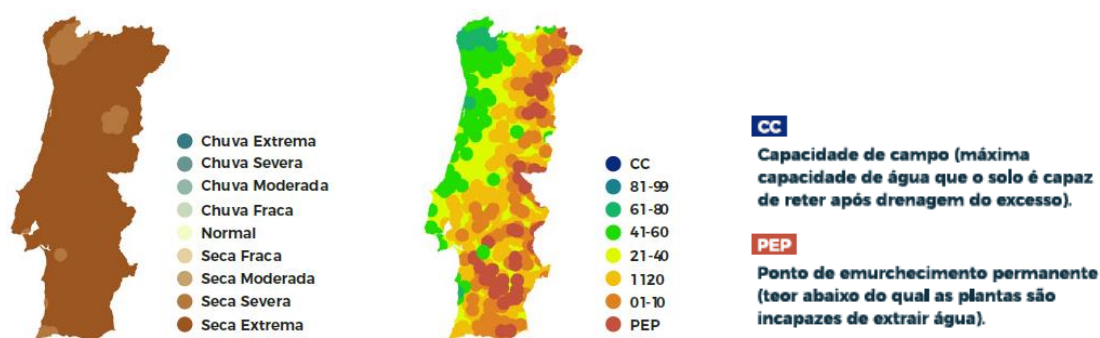 Chuva Extrema
Chuva Severa
Chuva Moderada
Chuva Fraca
Normal
Seca Fraca
Seca Moderada
Seca Severa
Seca Extrema
CC
81-99
61-80
41-60
21-40
1120
01-10
PEP
CC
Capacidade de campo (máxima
capacidade de água que o solo é capaz
de reter após drenagem do excesso).
PEP
Ponto de emurchecimento permanente
(teor abaixo do qual as plantas são
incapazes de extrair água).